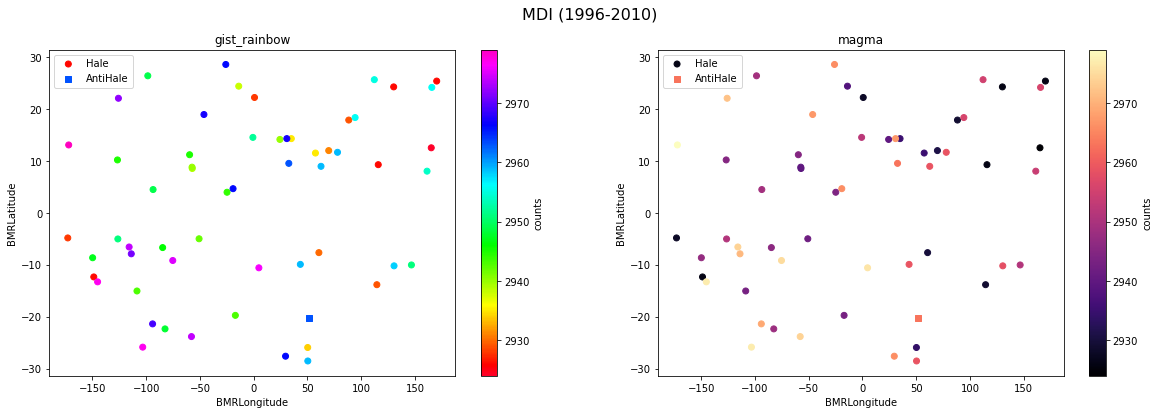 MDI (1996-2010)
gist_rainbow
Hale
AntiHale
30
20
10
0
−10
−20
−30
BMRLatitude
−150
−100
−50
0
50
100
150
BMRLongitude
2970
2960
2950
2940
2930
counts
magma
Hale
AntiHale
30
20
10
0
−10
−20
−30
BMRLatitude
−150
−100
−50
0
50
100
150
BMRLongitude
2970
2960
2950
2940
2930
counts